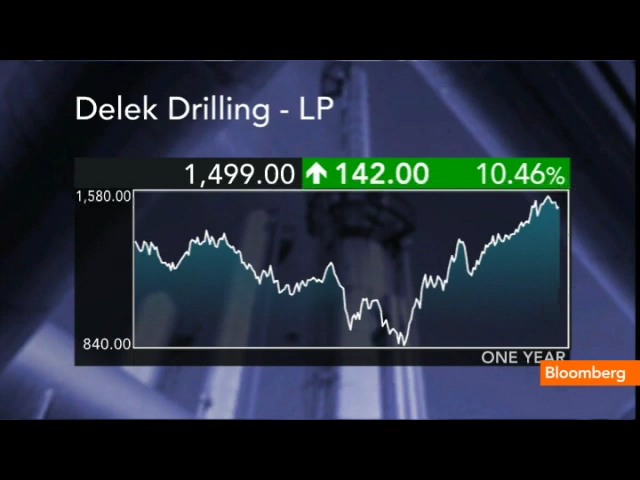 Delek Drilling - LP
1,499.00 142.00 10.46%
1,580.00
840.00
ONE YEAR
Bloomberg